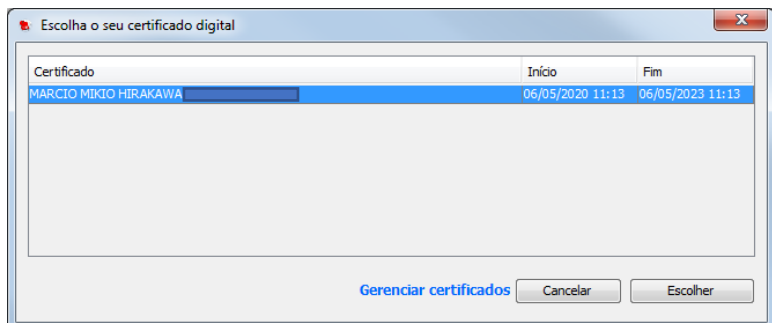 Escolha o seu certificado digital
Certificado Início Fim
MARCIO MIKIO HIRAKAWA 06/05/2020 11:13 06/05/2023 11:13
Gerenciar certificados Cancelar Escolher